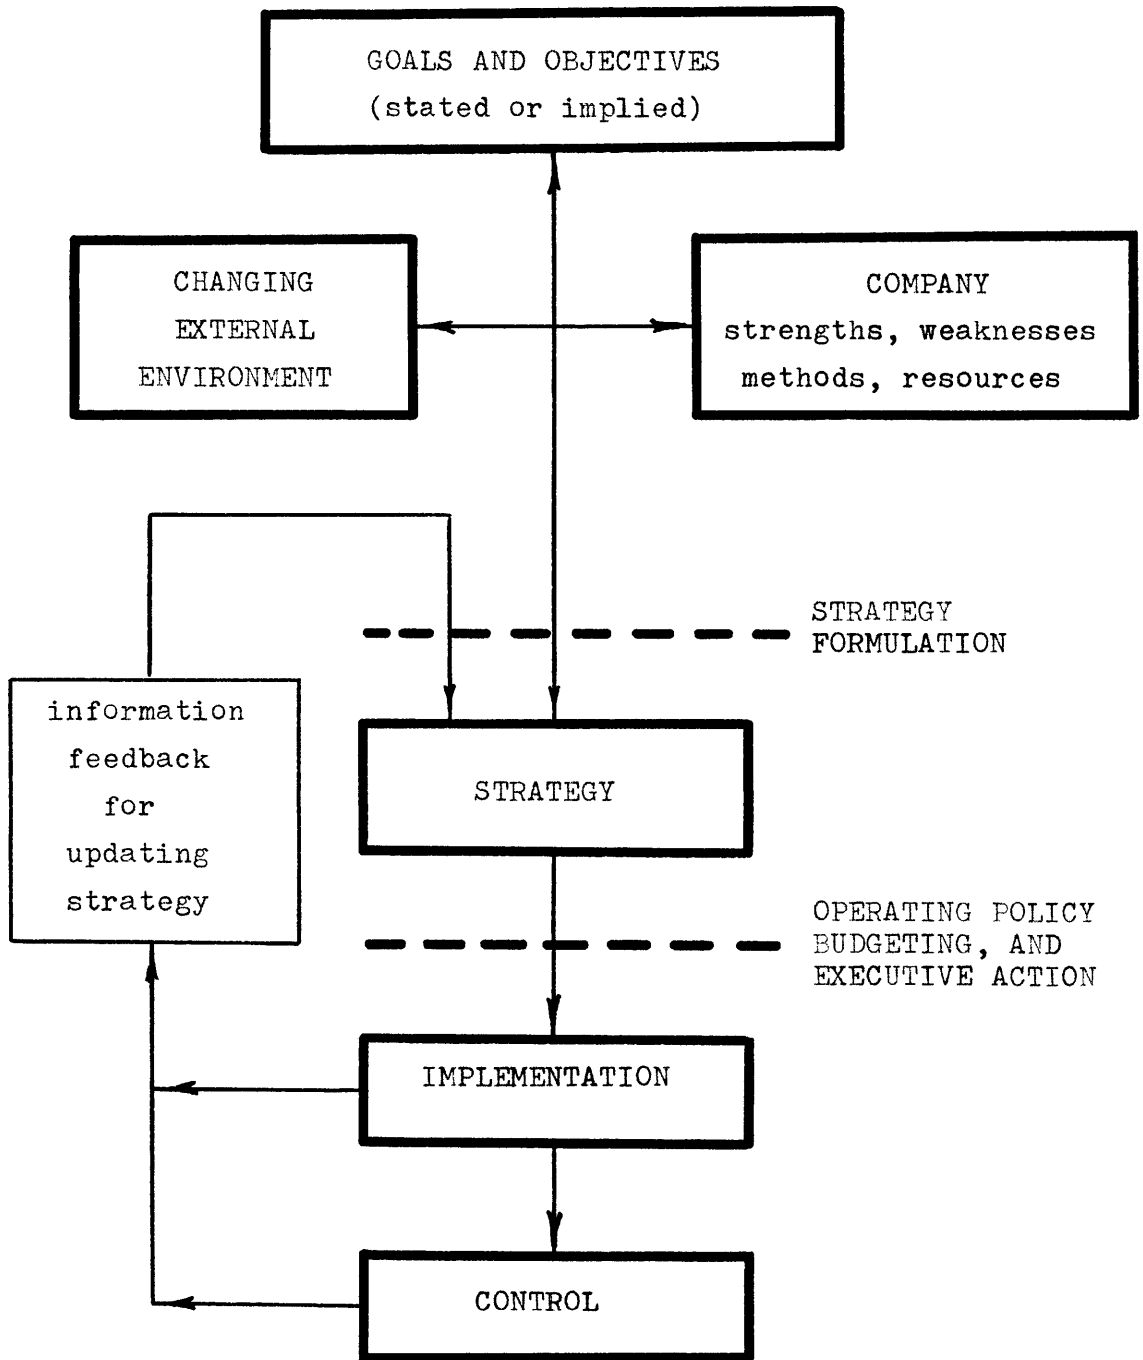 GOALS AND OBJECTIVES
(stated or implied)
CHANGING
EXTERNAL
ENVIRONMENT
COMPANY
strengths, weaknesses
methods, resources
STRATEGY
FORMULATION
information
feedback
for
updating
strategy
STRATEGY
OPERATING POLICY
BUDGETING, AND
EXECUTIVE ACTION
IMPLEMENTATION
CONTROL